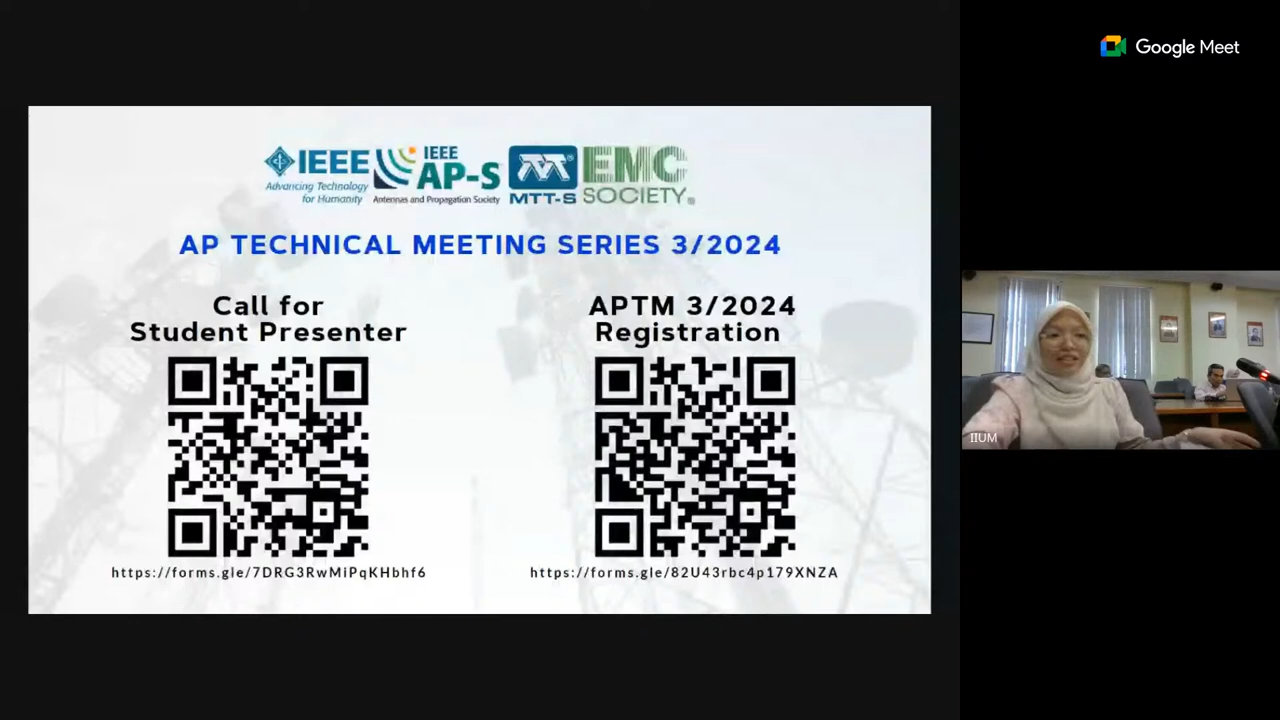 Google Meet
IEEE
Advancing Technology
for Humanity
IEEE
AP-S
Antennas and Propagation Society
MTT-S
EMC
SOCIETY
AP TECHNICAL MEETING SERIES 3/2024
Call for
Student Presenter
https://forms.gle/7DRG3RwMiPqKHbhf6
APTM 3/2024
Registration
https://forms.gle/82U43rbc4p179XNZA
IIUM